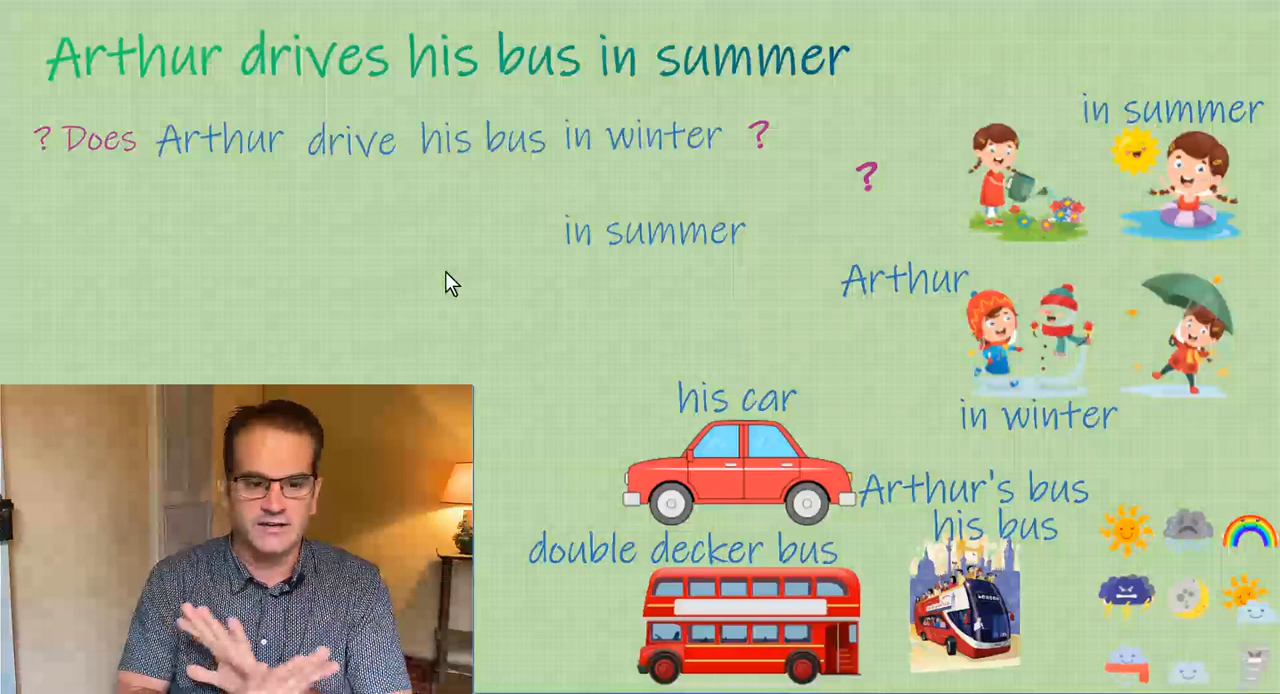 Arthur drives his bus in summer
? Does Arthur drive his bus in winter ?
in summer
?
in summer
Arthur
his car
in winter
Arthur's bus
his bus
double decker bus